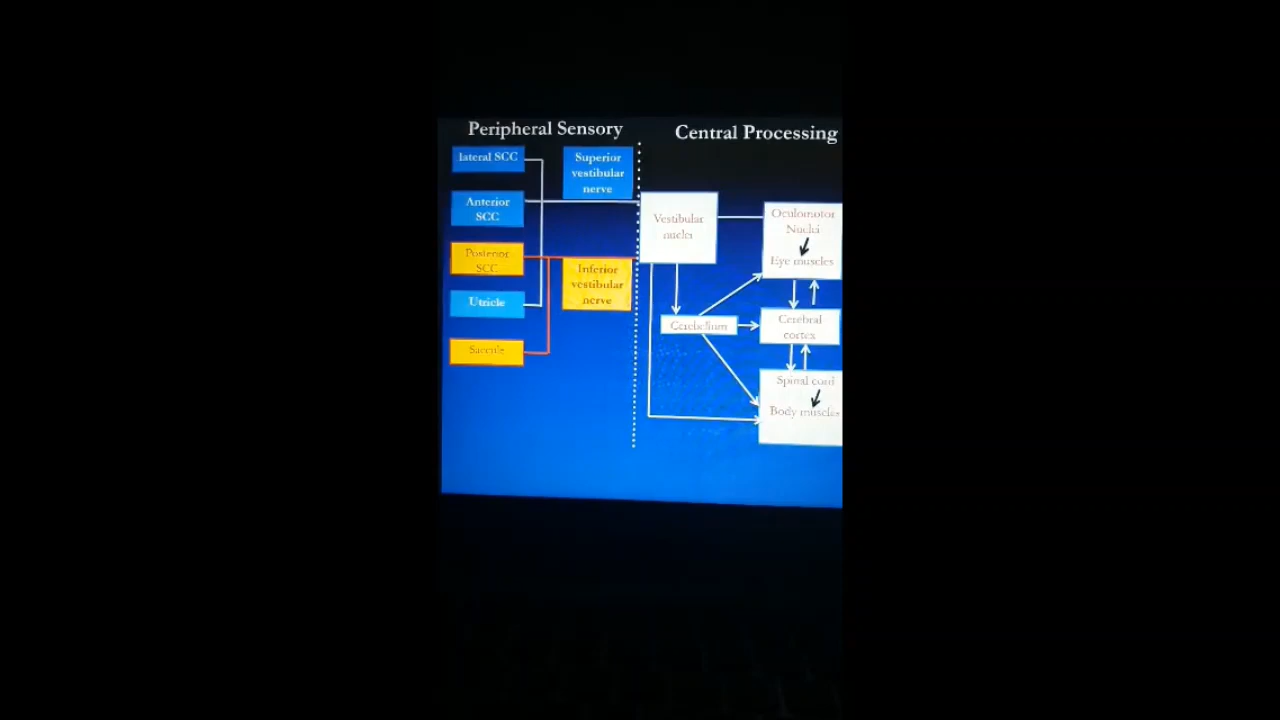 Peripheral Sensory
Central Processing
lateral SCC
Superior
vestibular
nerve
Anterior
SCC
Posterior
SCC
Inferior
vestibular
nerve
Utricle
Saccule
Vestibular
nuclei
Oculomotor
Nuclei
Eye muscles
Cerebellum
Cerebral
cortex
Spinal cord
Body muscles